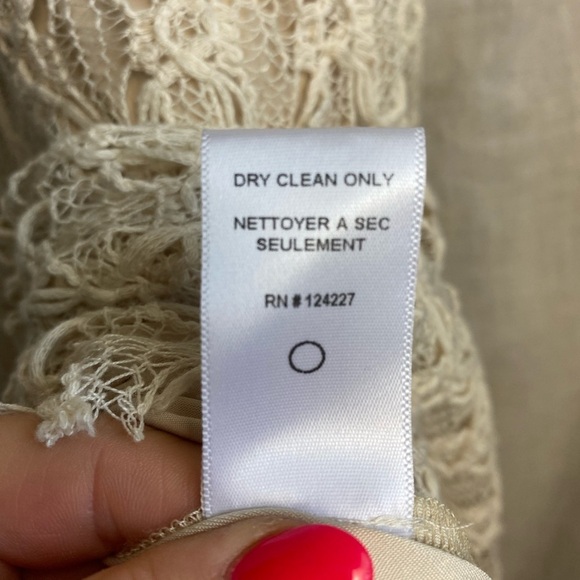 DRY CLEAN ONLY
NETTOYER A SEC
SEULEMENT
RN # 124227